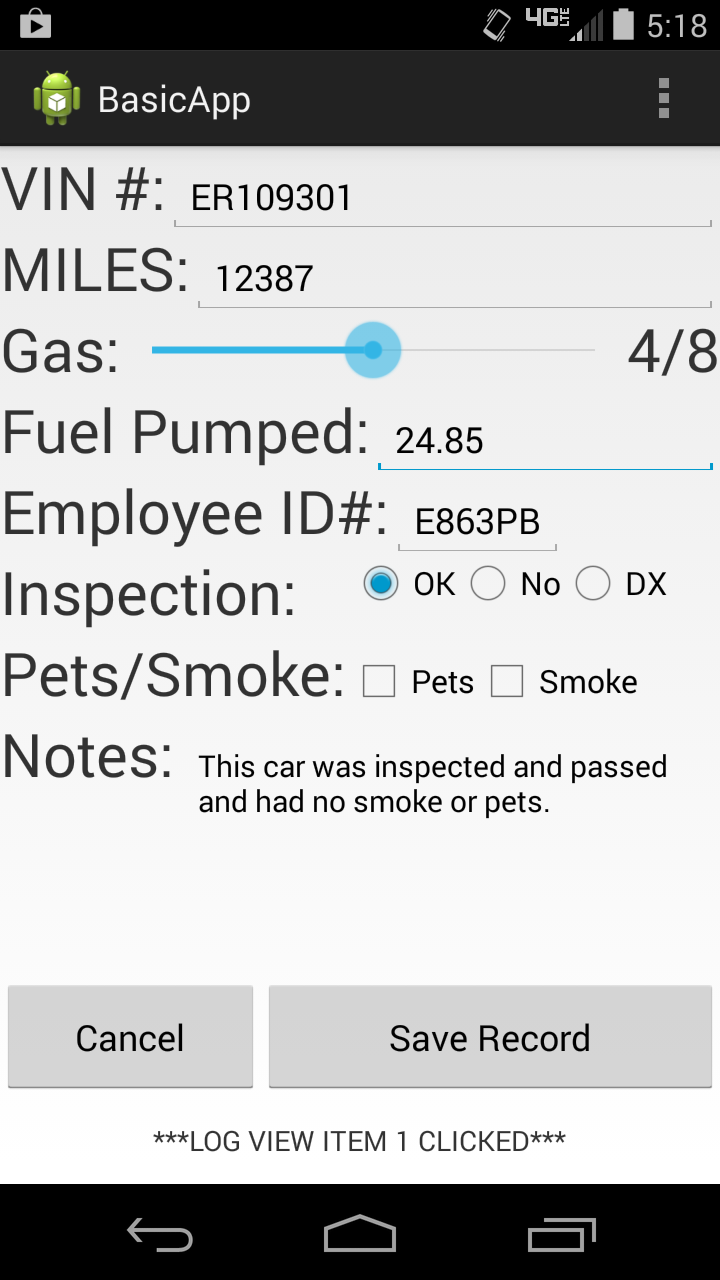 4G LTE 5:18
BasicApp
VIN #: ER109301
MILES: 12387
Gas: 4/8
Fuel Pumped: 24.85
Employee ID#: E863PB
Inspection: OK No DX
Pets/Smoke: Pets Smoke
Notes: This car was inspected and passed
and had no smoke or pets.
Cancel Save Record
***LOG VIEW ITEM 1 CLICKED***